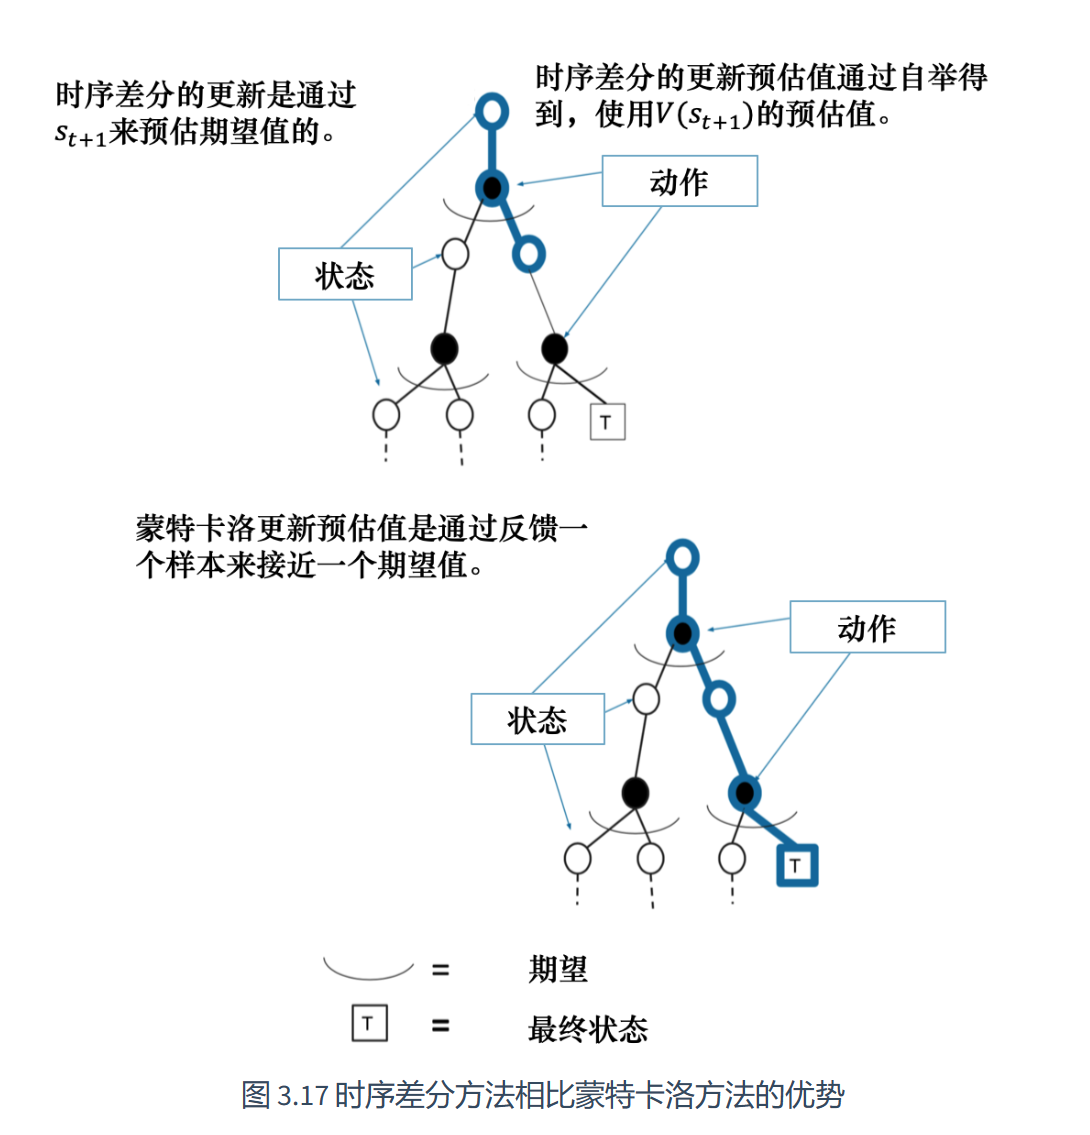 时序差分的更新是通过
s_{t+1}来预估期望值的。
时序差分的更新预估值通过自举得
到，使用V(s_{t+1})的预估值。
动作
状态
T
蒙特卡洛更新预估值是通过反馈一
个样本来接近一个期望值。
动作
状态
T
= 期望
T = 最终状态
图 3.17 时序差分方法相比蒙特卡洛方法的优势